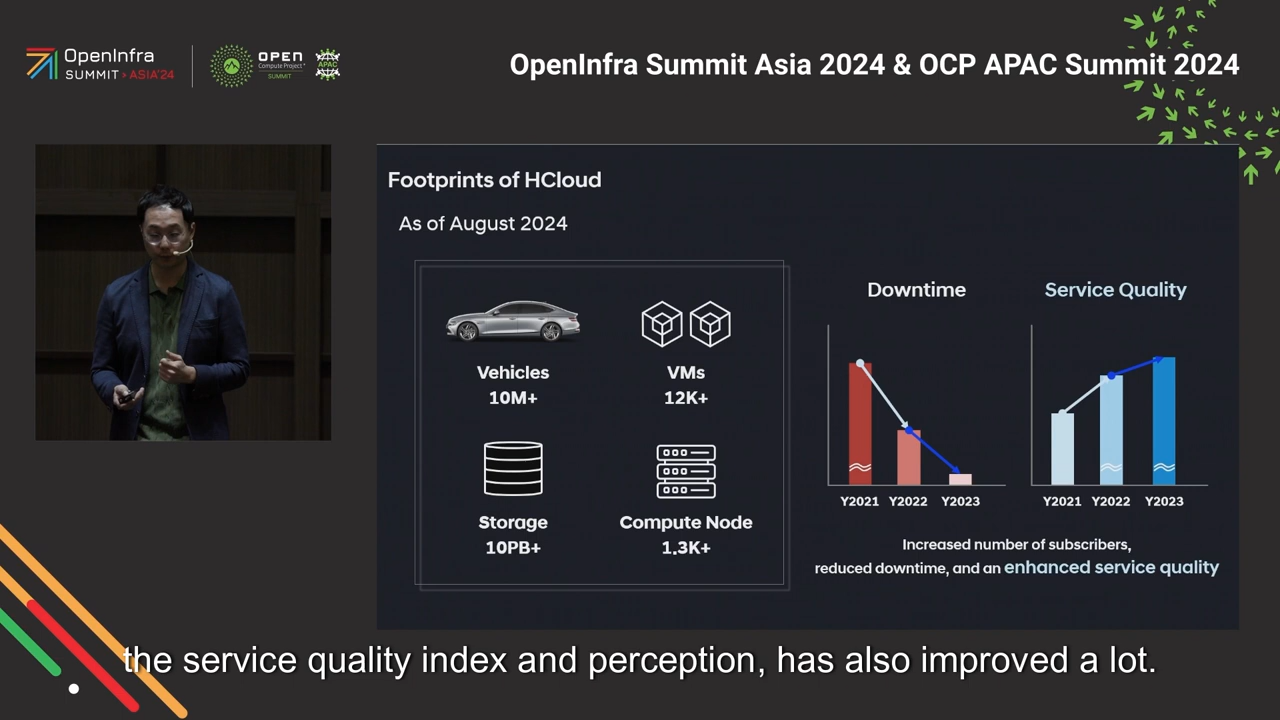 OpenInfra
SUMMIT ASIA'24
OPEN
Compute Project®
SUMMIT
APAC
OpenInfra Summit Asia 2024 & OCP APAC Summit 2024
Footprints of HCloud
As of August 2024
Vehicles
10M+
VMs
12K+
Storage
10PB+
Compute Node
1.3K+
Downtime
Y2021 Y2022 Y2023
Service Quality
Y2021 Y2022 Y2023
Increased number of subscribers,
reduced downtime, and an enhanced service quality
the service quality index and perception, has also improved a lot.